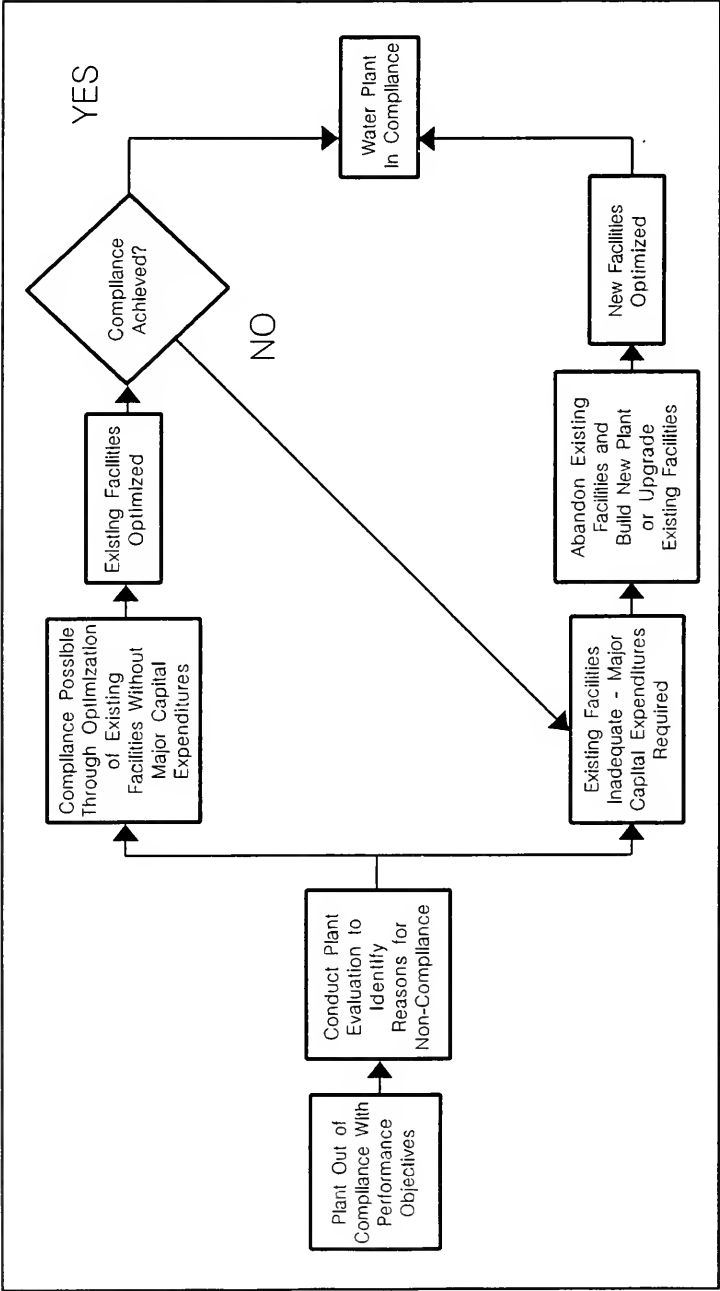 Plant Out of
Compliance With
Performance
Objectives
Conduct Plant
Evaluation to
Identify
Reasons for
Non-Compliance
Compliance Possible
Through Optimization
of Existing
Facilities Without
Major Capital
Expenditures
Existing Facilities
Optimized
Compliance
Achieved?
YES
NO
Water Plant
In Compliance
Existing Facilities
Inadequate - Major
Capital Expenditures
Required
Abandon Existing
Facilities and
Build New Plant
or Upgrade
Existing Facilities
New Facilities
Optimized